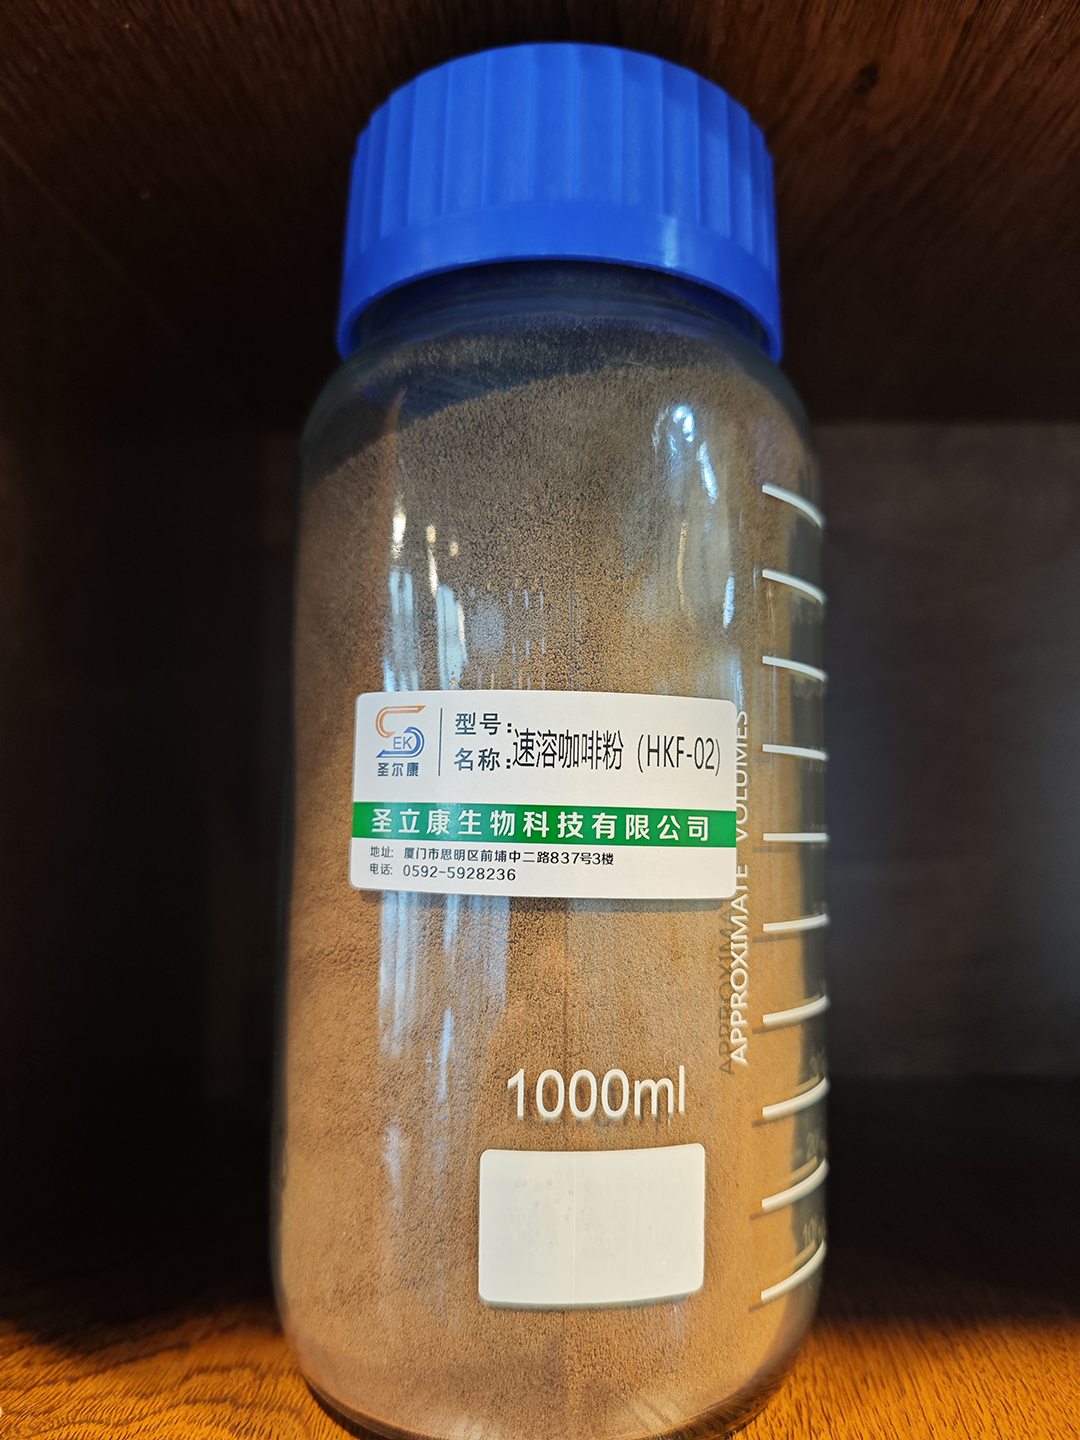 EK
圣尔康
型号:
名称:速溶咖啡粉（HKF-02）
圣立康生物科技有限公司
地址: 厦门市思明区前埔中二路837号3楼
电话: 0592-5928236
APPROXIMATE VOLUMES
1000ml